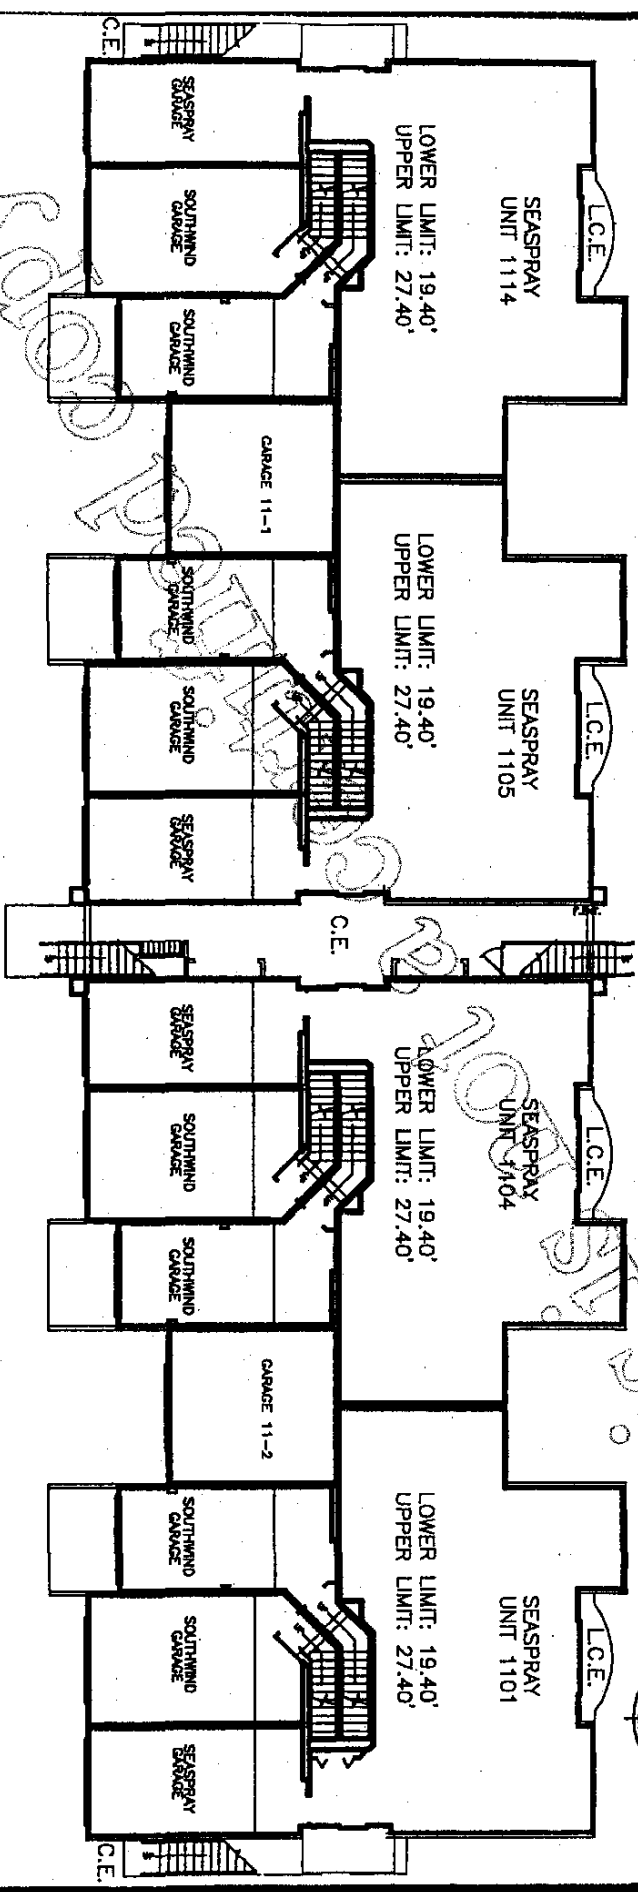 C.E.
SEASPRAY
GARAGE
SOUTHWIND
GARAGE
SOUTHWIND
GARAGE
LOWER LIMIT: 19.40'
UPPER LIMIT: 27.40'
SEASPRAY
UNIT 1114
L.C.E.
GARAGE 11-1
SOUTHWIND
GARAGE
SOUTHWIND
GARAGE
SEASPRAY
GARAGE
LOWER LIMIT: 19.40'
UPPER LIMIT: 27.40'
SEASPRAY
UNIT 1105
L.C.E.
C.E.
SEASPRAY
GARAGE
SOUTHWIND
GARAGE
SOUTHWIND
GARAGE
LOWER LIMIT: 19.40'
UPPER LIMIT: 27.40'
SEASPRAY
UNIT 1104
L.C.E.
GARAGE 11-2
SOUTHWIND
GARAGE
SOUTHWIND
GARAGE
SEASPRAY
GARAGE
LOWER LIMIT: 19.40'
UPPER LIMIT: 27.40'
SEASPRAY
UNIT 1101
L.C.E.
C.E.